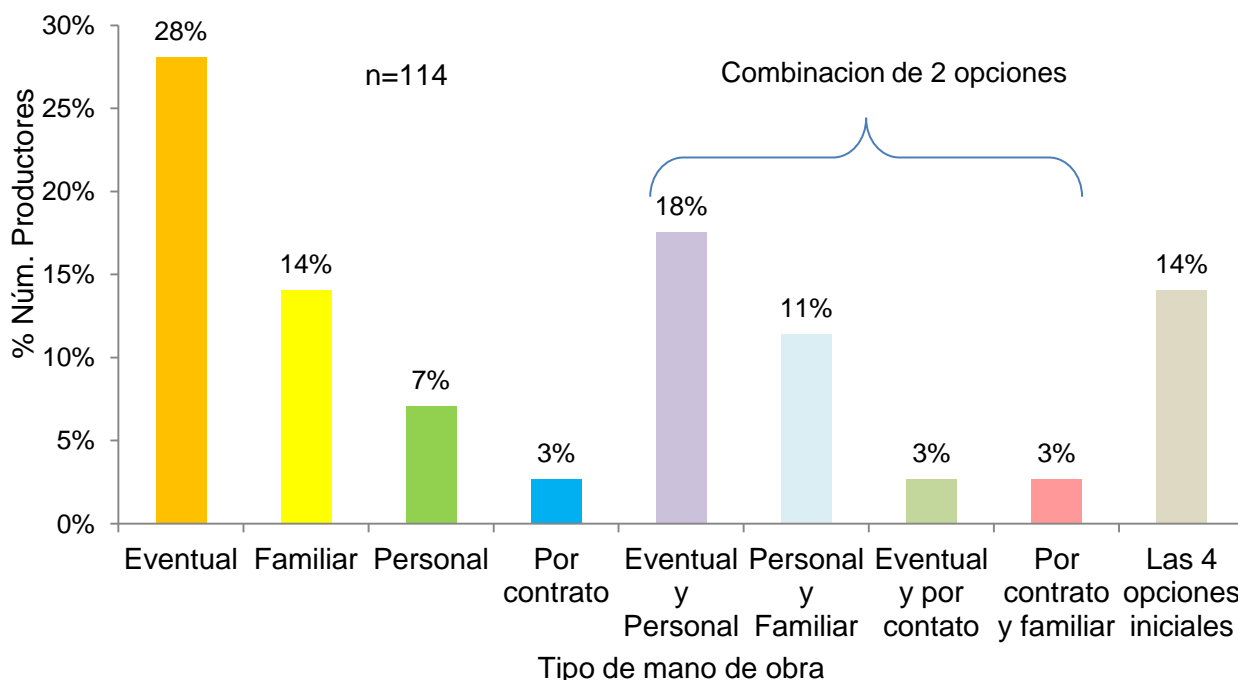 % Núm. Productores
30%
25%
20%
15%
10%
5%
0%
n=114
Combinacion de 2 opciones
28%
14%
7%
3%
18%
11%
3%
3%
14%
Eventual
Familiar
Personal
Por
contrato
Eventual
y
Personal
Personal
y
Familiar
Eventual
y por
contato
Por
contrato
y familiar
Las 4
opciones
iniciales
Tipo de mano de obra